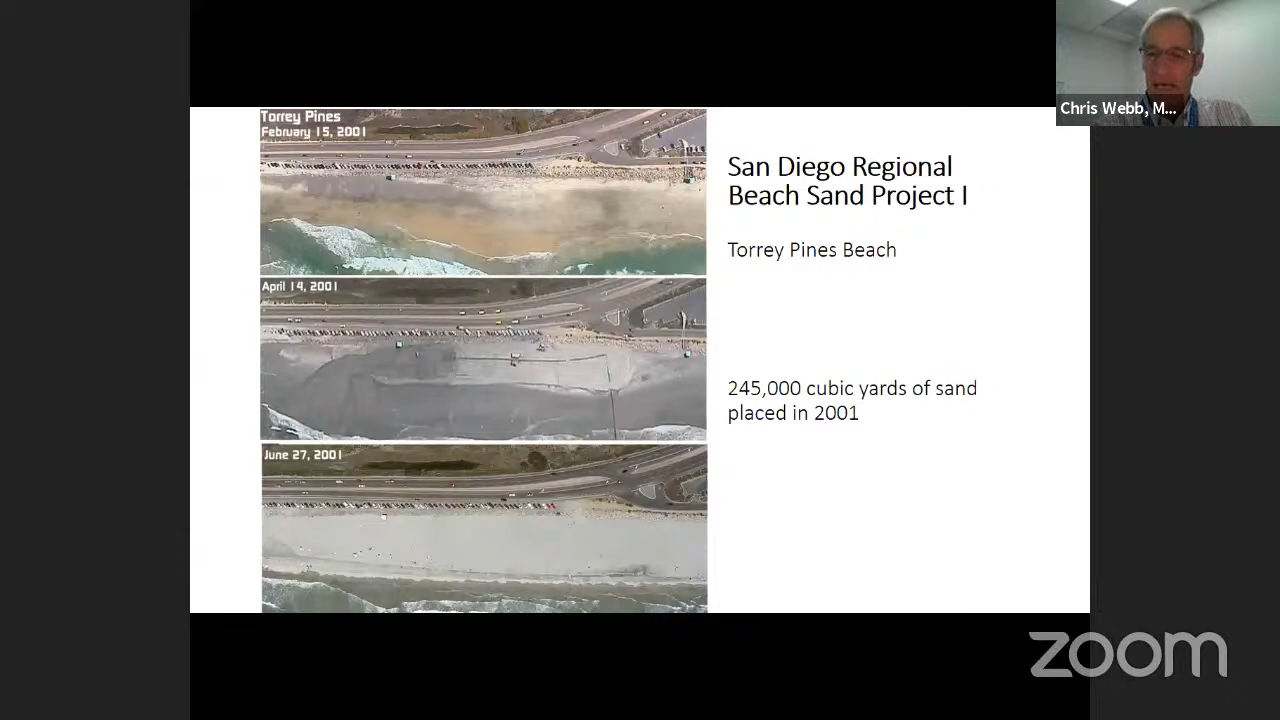 Chris Webb, M...
Torrey Pines
February 15, 2001
San Diego Regional
Beach Sand Project I
Torrey Pines Beach
April 14, 2001
245,000 cubic yards of sand
placed in 2001
June 27, 2001
zoom